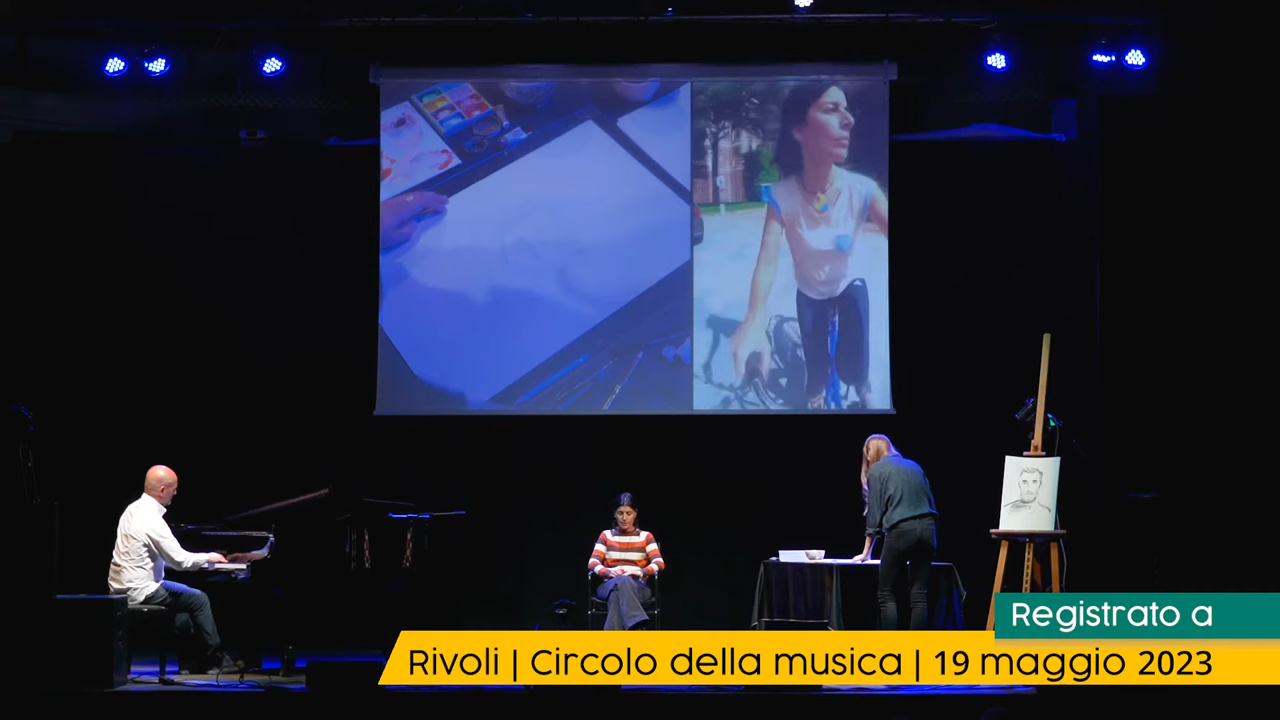 Registrato a
Rivoli | Circolo della musica | 19 maggio 2023